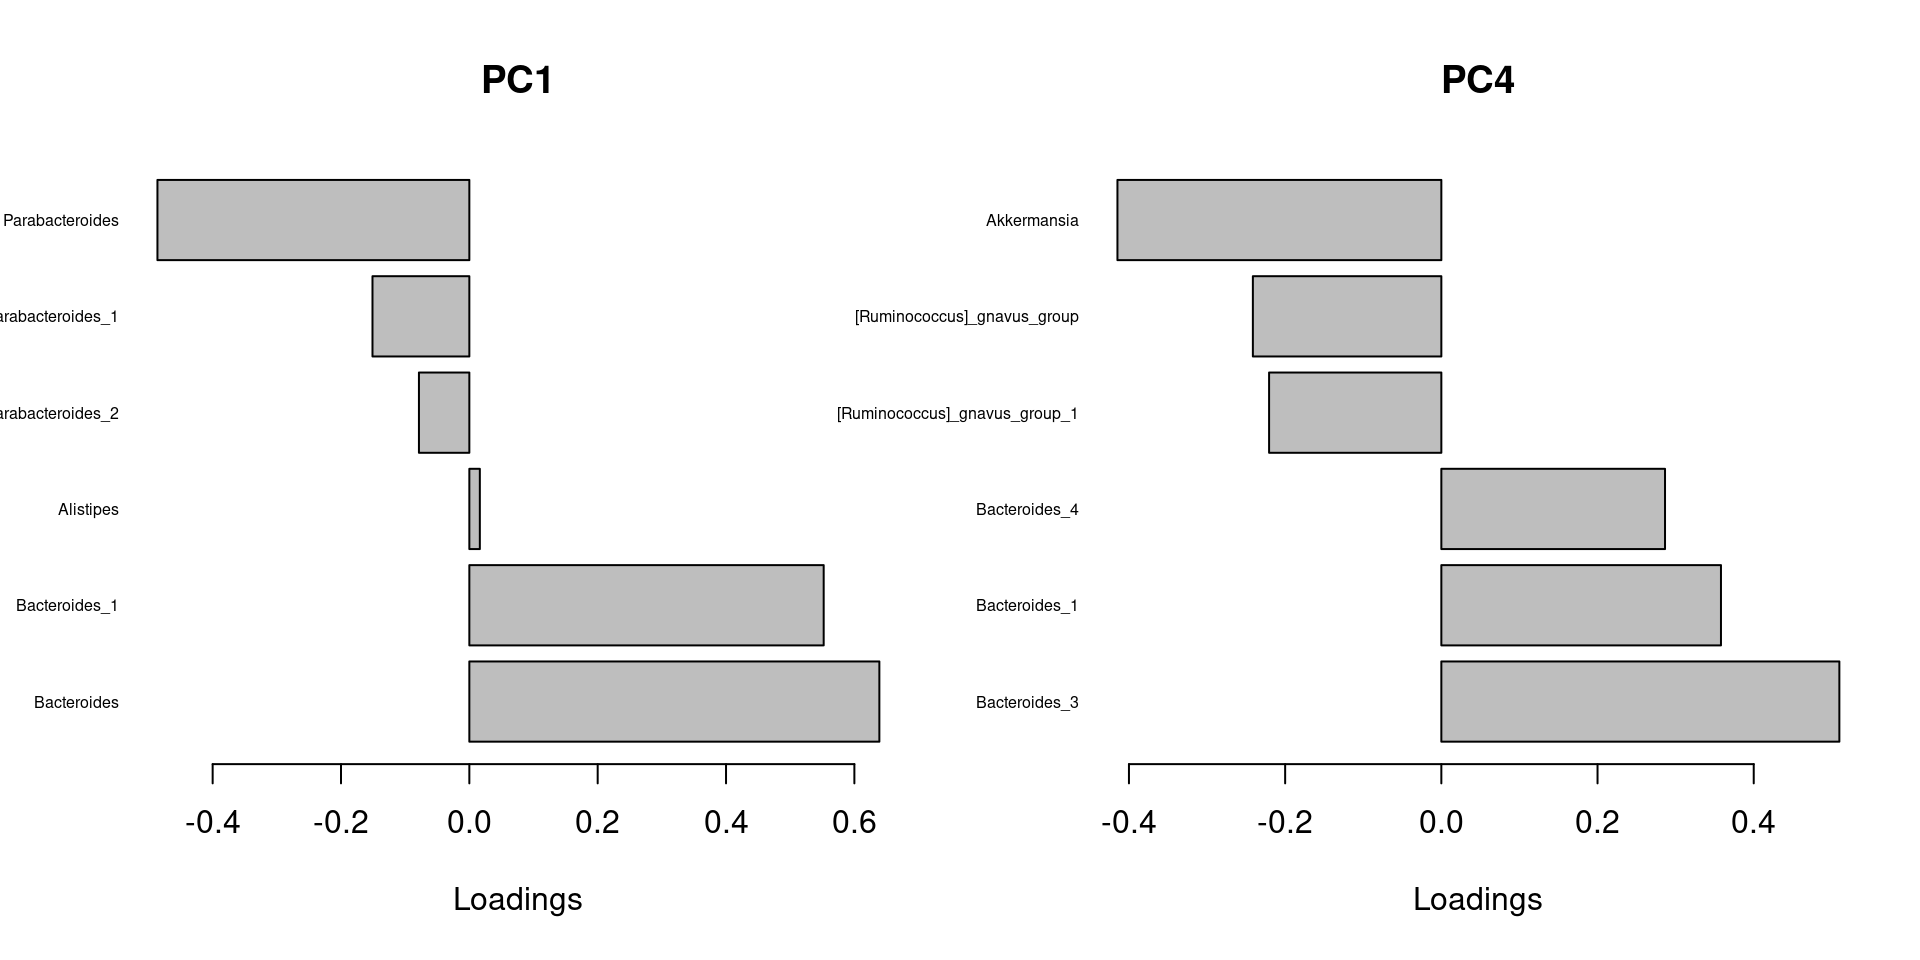 PC1
Parabacteroides
arabacteroides_1
arabacteroides_2
Alistipes
Bacteroides_1
Bacteroides
-0.4 -0.2 0.0 0.2 0.4 0.6
Loadings
PC4
Akkermansia
[Ruminococcus]_gnavus_group
[Ruminococcus]_gnavus_group_1
Bacteroides_4
Bacteroides_1
Bacteroides_3
-0.4 -0.2 0.0 0.2 0.4
Loadings